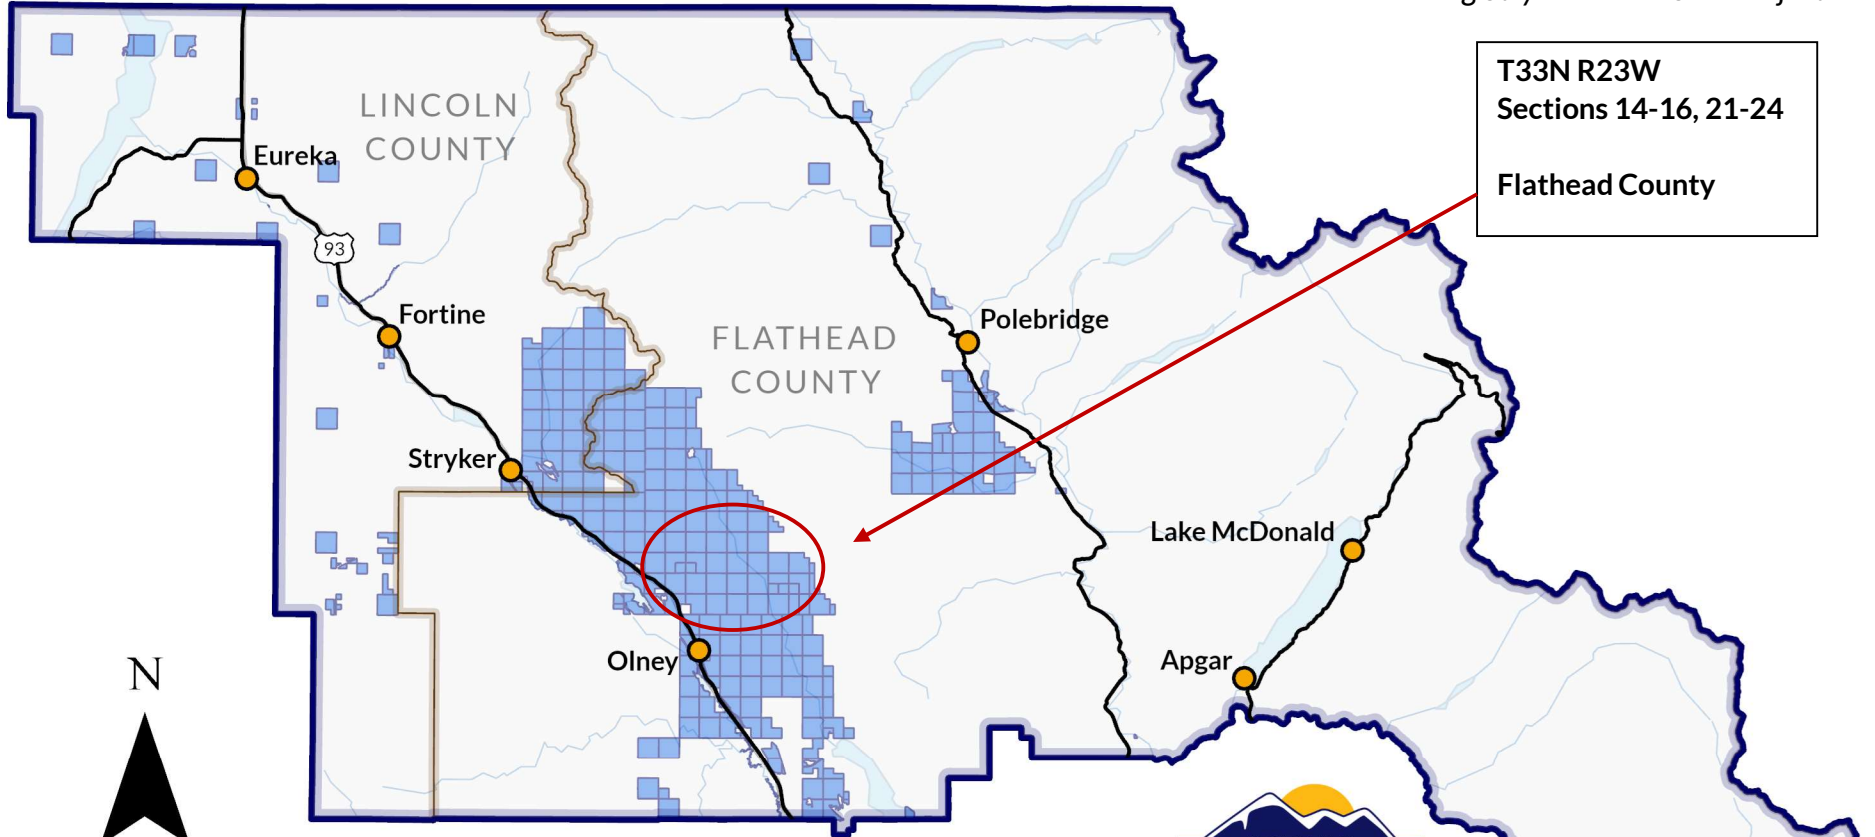 T33N R23W
Sections 14-16, 21-24
Flathead County
LINCOLN
COUNTY
Eureka
93
Fortine
FLATHEAD
COUNTY
Polebridge
Stryker
Lake McDonald
Olney
Apgar
N